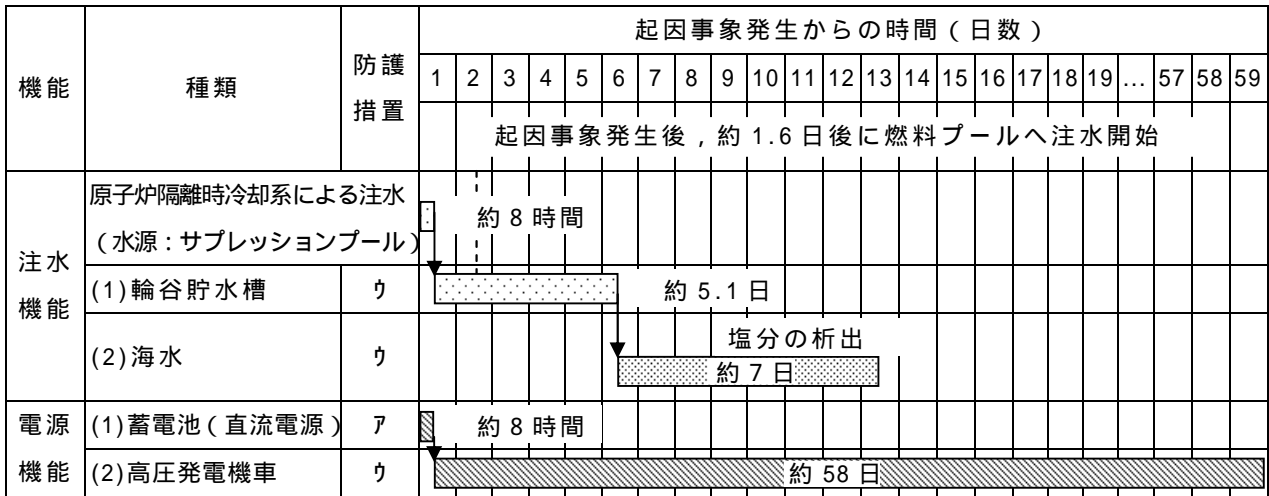 機能
種類
防護
措置
起因事象発生からの時間（日数）
1 2 3 4 5 6 7 8 9 10 11 12 13 14 15 16 17 18 19 … 57 58 59
起因事象発生後，約1.6日後に燃料プールへ注水開始
注水
機能
原子炉隔離時冷却系による注水
（水源：サプレッションプール）
約8時間
(1)輪谷貯水槽
ウ
約5.1日
(2)海水
ウ
塩分の析出
約7日
電源
機能
(1)蓄電池（直流電源）
ア
約8時間
(2)高圧発電機車
ウ
約58日